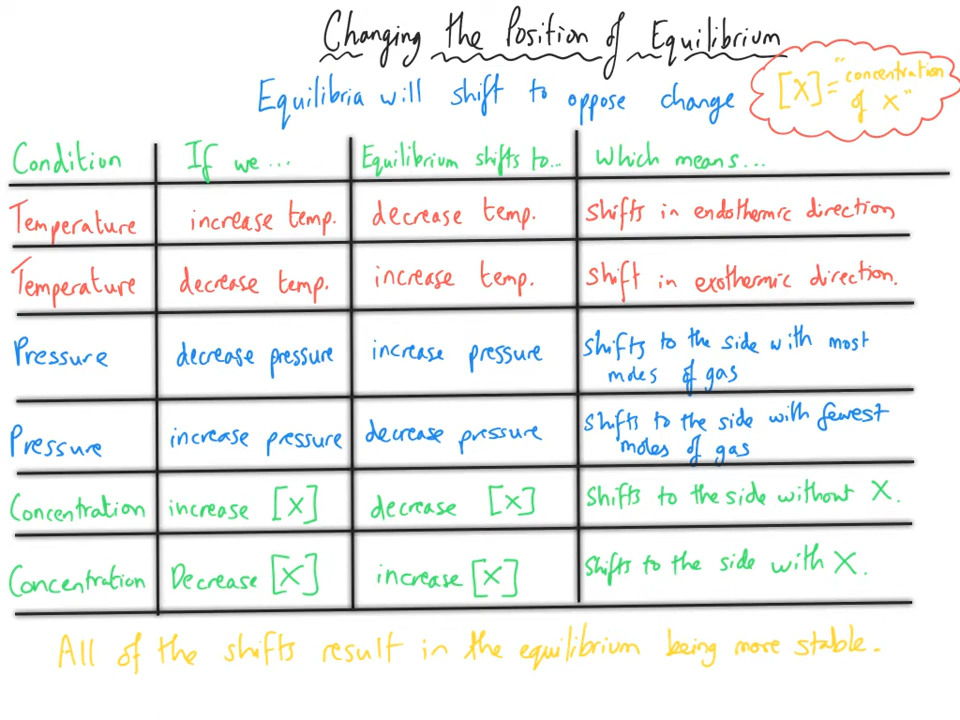 Changing the Position of Equilibrium
Equilibria will shift to oppose change
[X] = "concentration
of X"
Condition If we ... Equilibrium shifts to... Which means...
Temperature increase temp. decrease temp. Shifts in endothermic direction
Temperature decrease temp. increase temp. Shift in exothermic direction.
Pressure decrease pressure increase pressure Shifts to the side with most
moles of gas
Pressure increase pressure decrease pressure Shifts to the side with fewest
moles of gas
Concentration increase [X] decrease [X] Shifts to the side without X.
Concentration Decrease [X] increase [X] Shifts to the side with X.
All of the shifts result in the equilibrium being more stable.